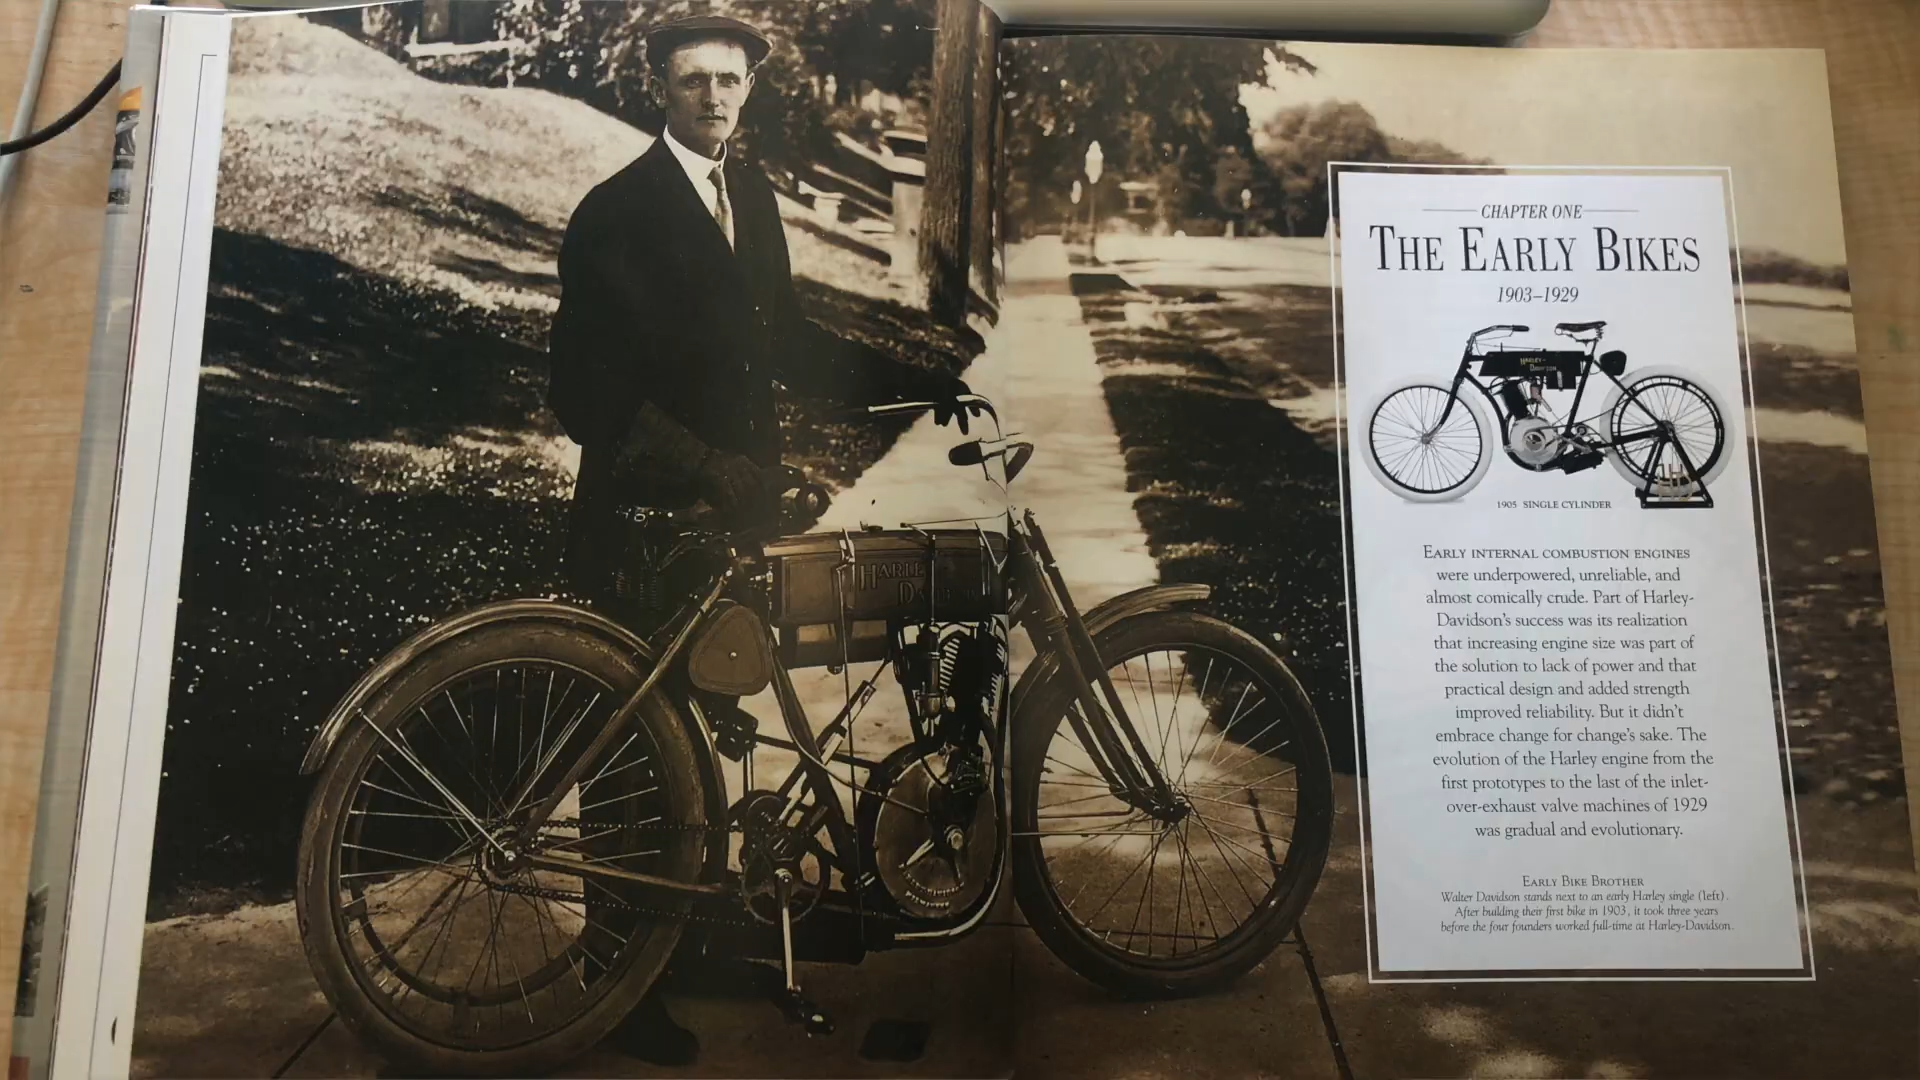 HARLEY
DAVIDSON
CHAPTER ONE
THE EARLY BIKES
1903–1929
HARLEY-
DAVIDSON
1905 SINGLE CYLINDER
EARLY INTERNAL COMBUSTION ENGINES
were underpowered, unreliable, and
almost comically crude. Part of Harley-
Davidson's success was its realization
that increasing engine size was part of
the solution to lack of power and that
practical design and added strength
improved reliability. But it didn't
embrace change for change's sake. The
evolution of the Harley engine from the
first prototypes to the last of the inlet-
over-exhaust valve machines of 1929
was gradual and evolutionary.
EARLY BIKE BROTHER
Walter Davidson stands next to an early Harley single (left).
After building their first bike in 1903, it took three years
before the four founders worked full-time at Harley-Davidson.